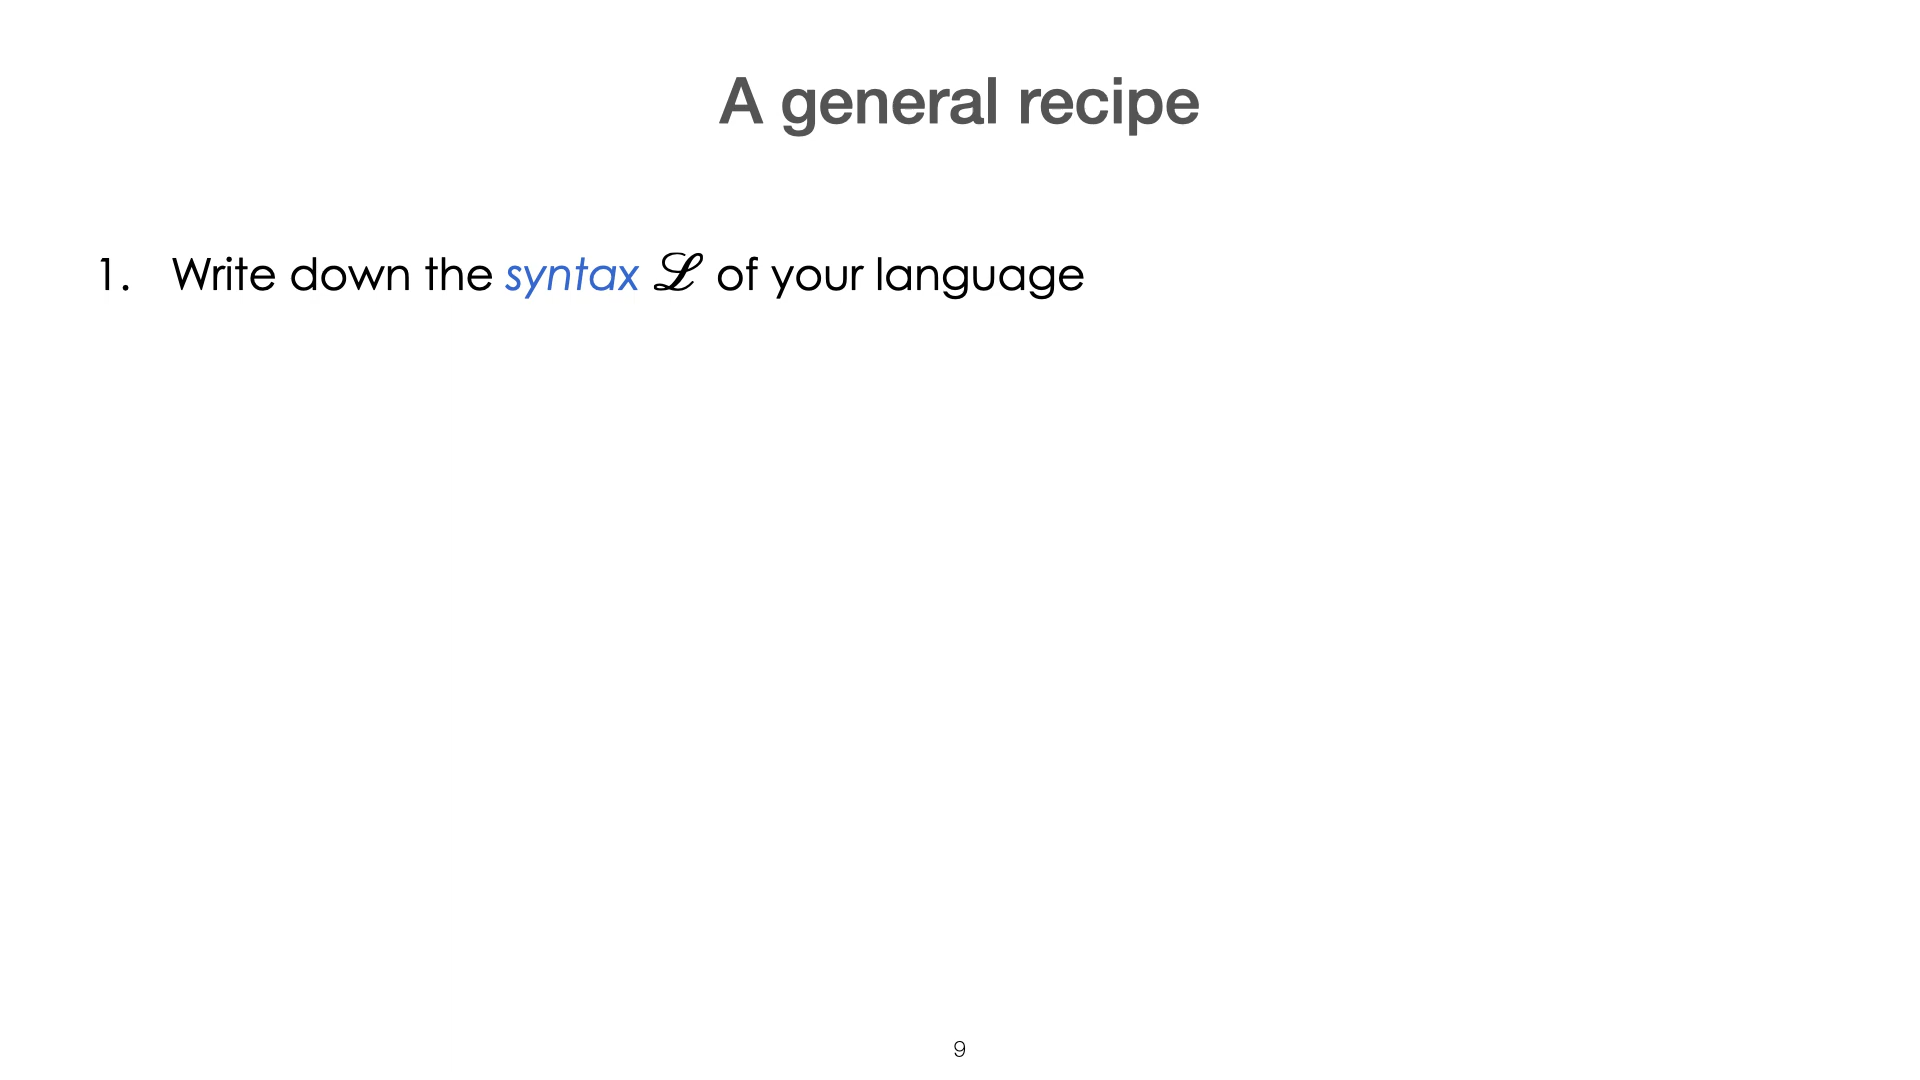 A general recipe
1. Write down the syntax ℒ of your language
9